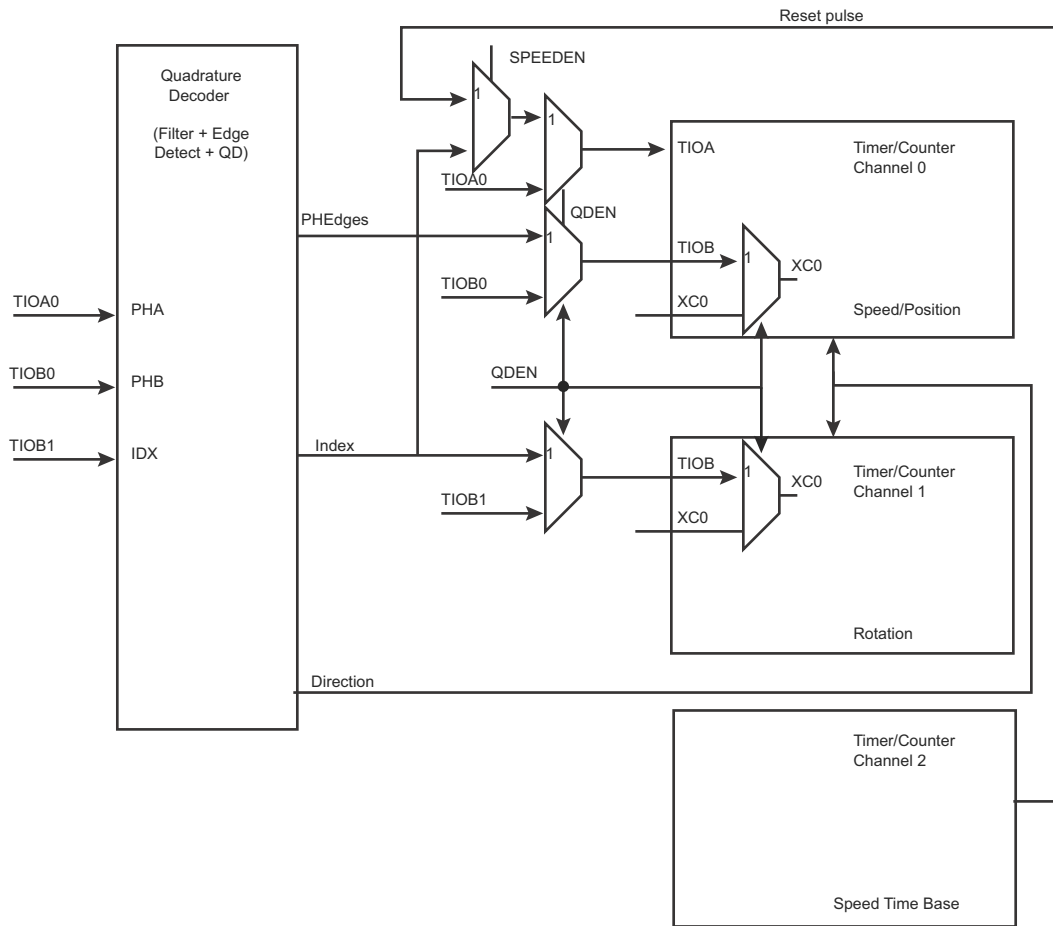 Reset pulse
SPEEDEN
Quadrature
Decoder
(Filter + Edge
Detect + QD)
1
1
TIOA
Timer/Counter
Channel 0
TIOA0
QDEN
PHEdges
1
TIOB
1
XC0
TIOB0
XC0
Speed/Position
TIOA0
PHA
TIOB0
PHB
QDEN
TIOB1
IDX
Index
1
TIOB
1
XC0
Timer/Counter
Channel 1
TIOB1
XC0
Rotation
Direction
Timer/Counter
Channel 2
Speed Time Base